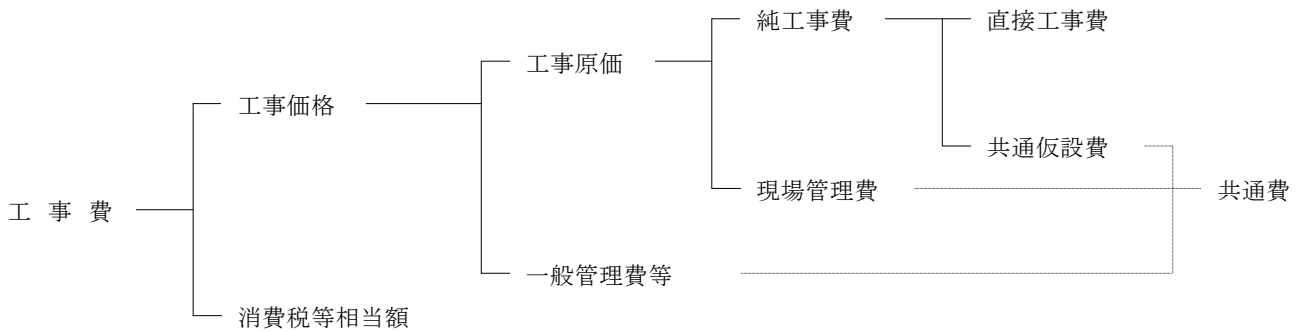 純工事費 直接工事費
工事原価
工事価格
共通仮設費
現場管理費 共通費
工 事 費
一般管理費等
消費税等相当額